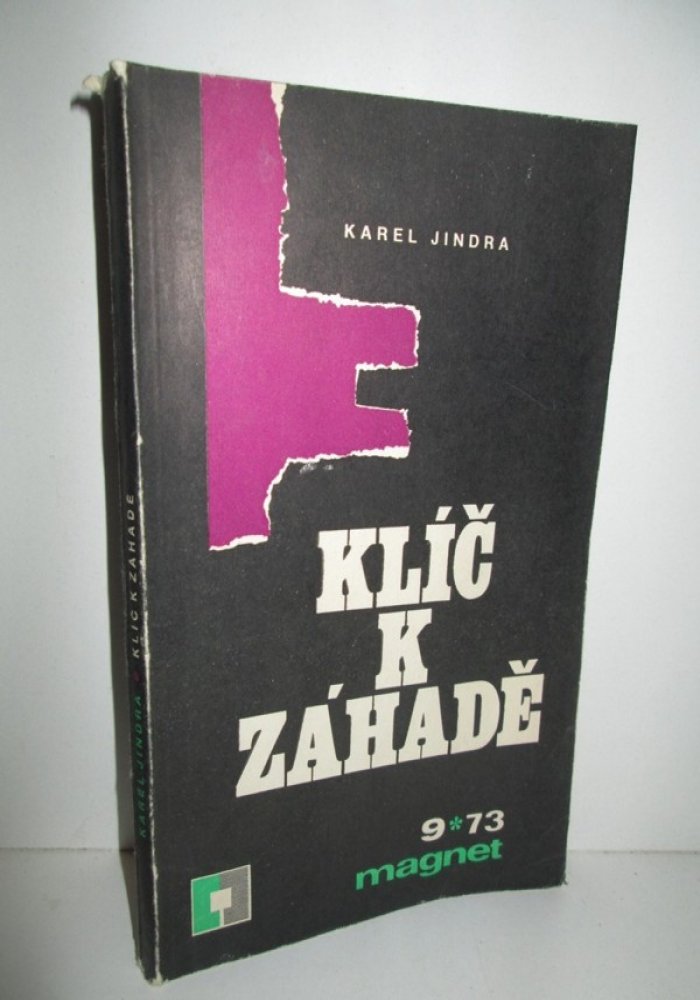 KAREL JINDRA
KLÍČ
K
ZÁHADĚ
9*73
magnet
KAREL JINDRA * KLÍČ K ZÁHADĚ